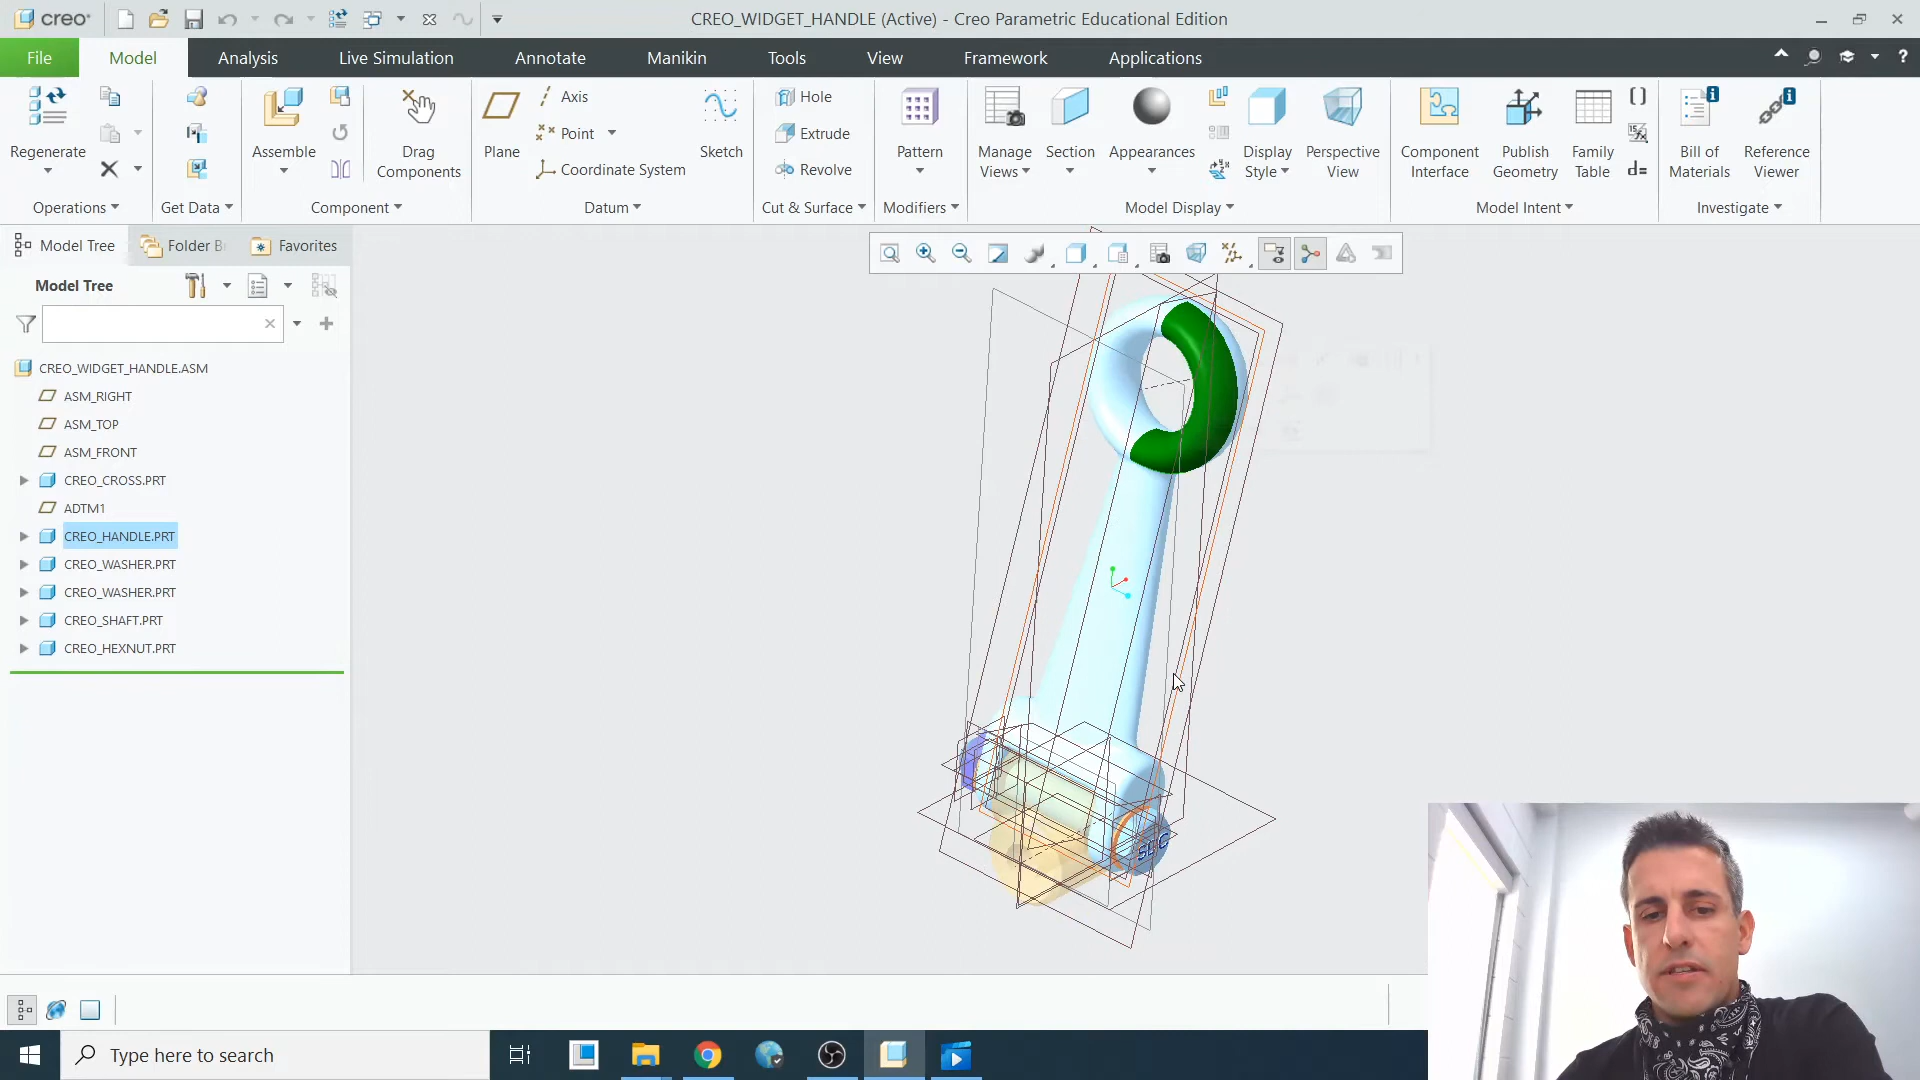 creo
CREO_WIDGET_HANDLE (Active) - Creo Parametric Educational Edition
File
Model
Analysis
Live Simulation
Annotate
Manikin
Tools
View
Framework
Applications
?
Regenerate
Operations
Get Data
Assemble
Drag
Components
Component
Plane
Axis
Point
Coordinate System
Sketch
Datum
Hole
Extrude
Revolve
Cut & Surface
Pattern
Modifiers
Manage
Views
Section
Appearances
Display
Style
Perspective
View
Model Display
Component
Interface
Publish
Geometry
Family
Table
d=
Model Intent
Bill of
Materials
Reference
Viewer
Investigate
Model Tree
Folder B
Favorites
Model Tree
CREO_WIDGET_HANDLE.ASM
ASM_RIGHT
ASM_TOP
ASM_FRONT
CREO_CROSS.PRT
ADTM1
CREO_HANDLE.PRT
CREO_WASHER.PRT
CREO_WASHER.PRT
CREO_SHAFT.PRT
CREO_HEXNUT.PRT
Type here to search